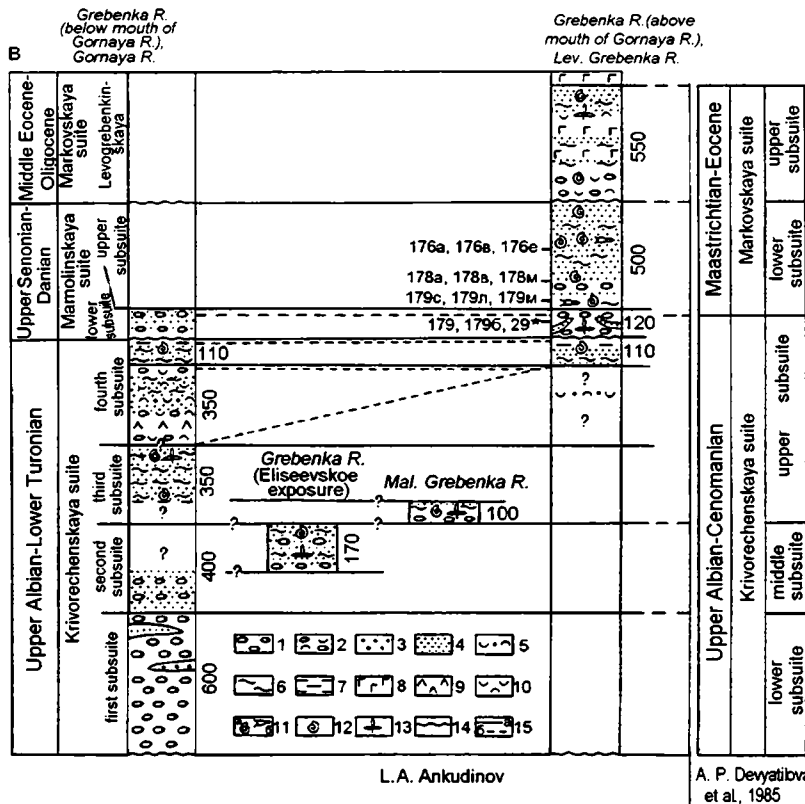 Grebenka R.
(below mouth of
Gornaya R.),
Gornaya R.
B
Grebenka R.(above
mouth of Gornaya R.),
Lev. Grebenka R.
Middle Eocene-
Oligocene
Markovskaya
suite
Levogrebenkin-
skaya
Upper Senonian-
Danian
Mamolinskaya
suite
upper
subsuite
lower
subsuite
Upper Albian-Lower Turonian
Krivorechenskaya suite
fourth
subsuite
third
subsuite
second
subsuite
first subsuite
110
350
?
350
?
?
400
600
Grebenka R.
(Eliseevskoe
exposure)
?
?
170
Mal. Grebenka R.
?
100
176a, 176в, 176e
178a, 178в, 178м
179c, 179л, 179м
179, 179б, 29*
550
500
120
110
?
?
Maastrichtian-Eocene
Markovskaya suite
upper
subsuite
lower
subsuite
Upper Albian-Cenomanian
Krivorechenskaya suite
upper
subsuite
middle
subsuite
lower
subsuite
1 2 3 4 5
6 7 8 9 10
11 12 13 14 15
L.A. Ankudinov
A. P. Devyatilova
et al., 1985